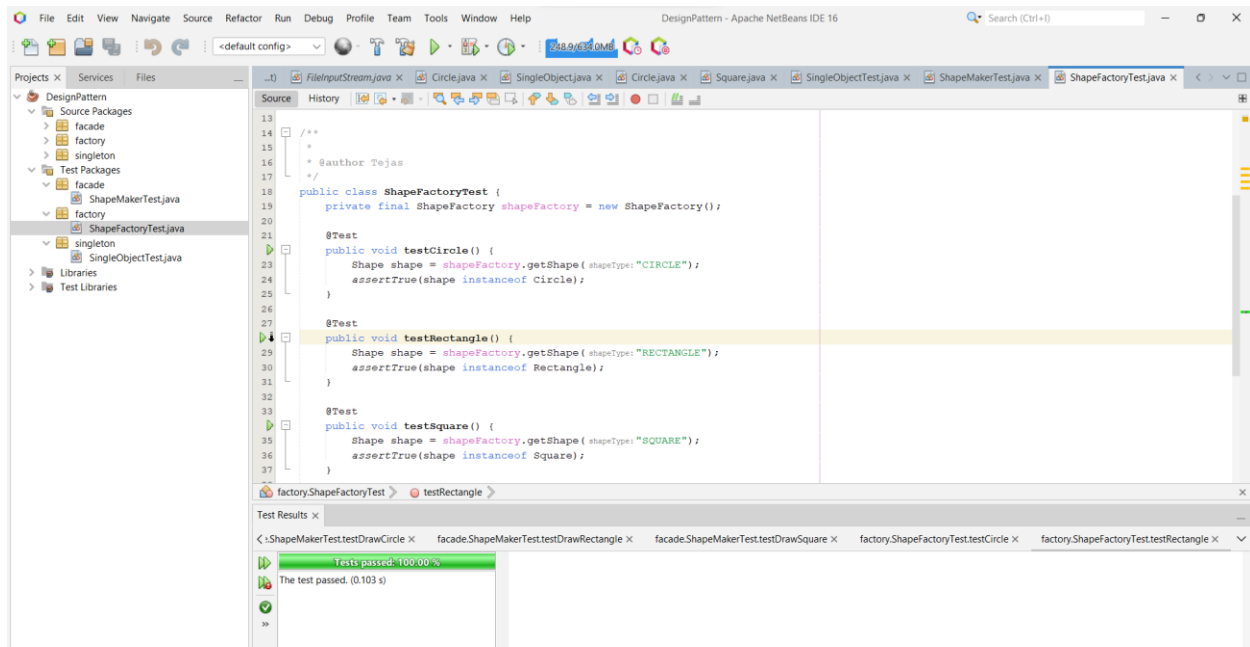 File Edit View Navigate Source Refactor Run Debug Profile Team Tools Window Help DesignPattern - Apache NetBeans IDE 16 Search (Ctrl+I)
<default config> 248.9/634.0MB
Projects × Services Files
...t) FileInputStream.java × Circle.java × SingleObject.java × Circle.java × Square.java × SingleObjectTest.java × ShapeMakerTest.java × ShapeFactoryTest.java ×
DesignPattern
Source Packages
facade
factory
singleton
Test Packages
facade
ShapeMakerTest.java
factory
ShapeFactoryTest.java
singleton
SingleObjectTest.java
Libraries
Test Libraries
Source History
13
14 /**
15 *
16 * @author Tejas
17 */
18 public class ShapeFactoryTest {
19 private final ShapeFactory shapeFactory = new ShapeFactory();
20
21 @Test
public void testCircle() {
23 Shape shape = shapeFactory.getShape( shapeType: "CIRCLE");
24 assertTrue(shape instanceof Circle);
25 }
26
27 @Test
public void testRectangle() {
29 Shape shape = shapeFactory.getShape( shapeType: "RECTANGLE");
30 assertTrue(shape instanceof Rectangle);
31 }
32
33 @Test
public void testSquare() {
35 Shape shape = shapeFactory.getShape( shapeType: "SQUARE");
36 assertTrue(shape instanceof Square);
37 }
factory.ShapeFactoryTest testRectangle
Test Results ×
:.ShapeMakerTest.testDrawCircle × facade.ShapeMakerTest.testDrawRectangle × facade.ShapeMakerTest.testDrawSquare × factory.ShapeFactoryTest.testCircle × factory.ShapeFactoryTest.testRectangle ×
Tests passed: 100.00 %
The test passed. (0.103 s)